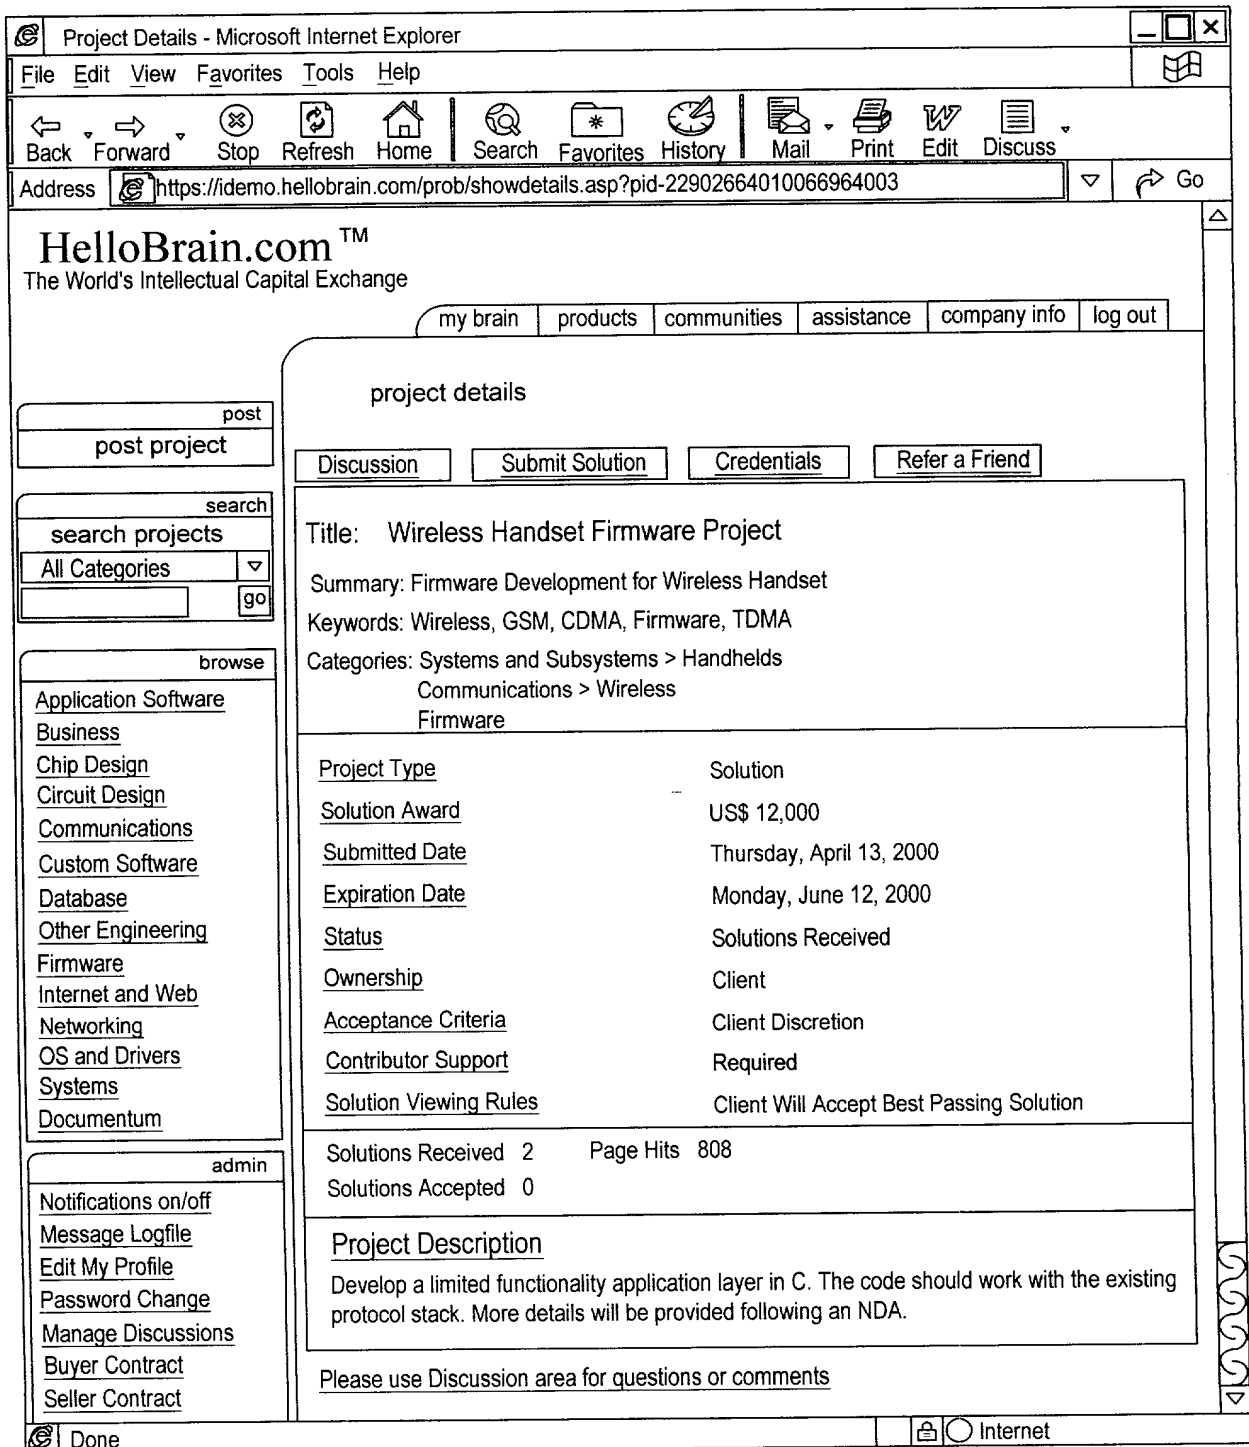 Project Details - Microsoft Internet Explorer
File Edit View Favorites Tools Help
Back Forward Stop Refresh Home Search Favorites History Mail Print Edit Discuss
Address https://idemo.hellobrain.com/prob/showdetails.asp?pid-22902664010066964003 Go
HelloBrain.com™
The World's Intellectual Capital Exchange
my brain products communities assistance company info log out
project details
post
post project
Discussion Submit Solution Credentials Refer a Friend
search
search projects
All Categories
go
browse
Application Software
Business
Chip Design
Circuit Design
Communications
Custom Software
Database
Other Engineering
Firmware
Internet and Web
Networking
OS and Drivers
Systems
Documentum
admin
Notifications on/off
Message Logfile
Edit My Profile
Password Change
Manage Discussions
Buyer Contract
Seller Contract
Title: Wireless Handset Firmware Project
Summary: Firmware Development for Wireless Handset
Keywords: Wireless, GSM, CDMA, Firmware, TDMA
Categories: Systems and Subsystems > Handhelds
Communications > Wireless
Firmware
Project Type Solution
Solution Award US$ 12,000
Submitted Date Thursday, April 13, 2000
Expiration Date Monday, June 12, 2000
Status Solutions Received
Ownership Client
Acceptance Criteria Client Discretion
Contributor Support Required
Solution Viewing Rules Client Will Accept Best Passing Solution
Solutions Received 2 Page Hits 808
Solutions Accepted 0
Project Description
Develop a limited functionality application layer in C. The code should work with the existing
protocol stack. More details will be provided following an NDA.
Please use Discussion area for questions or comments
Done Internet